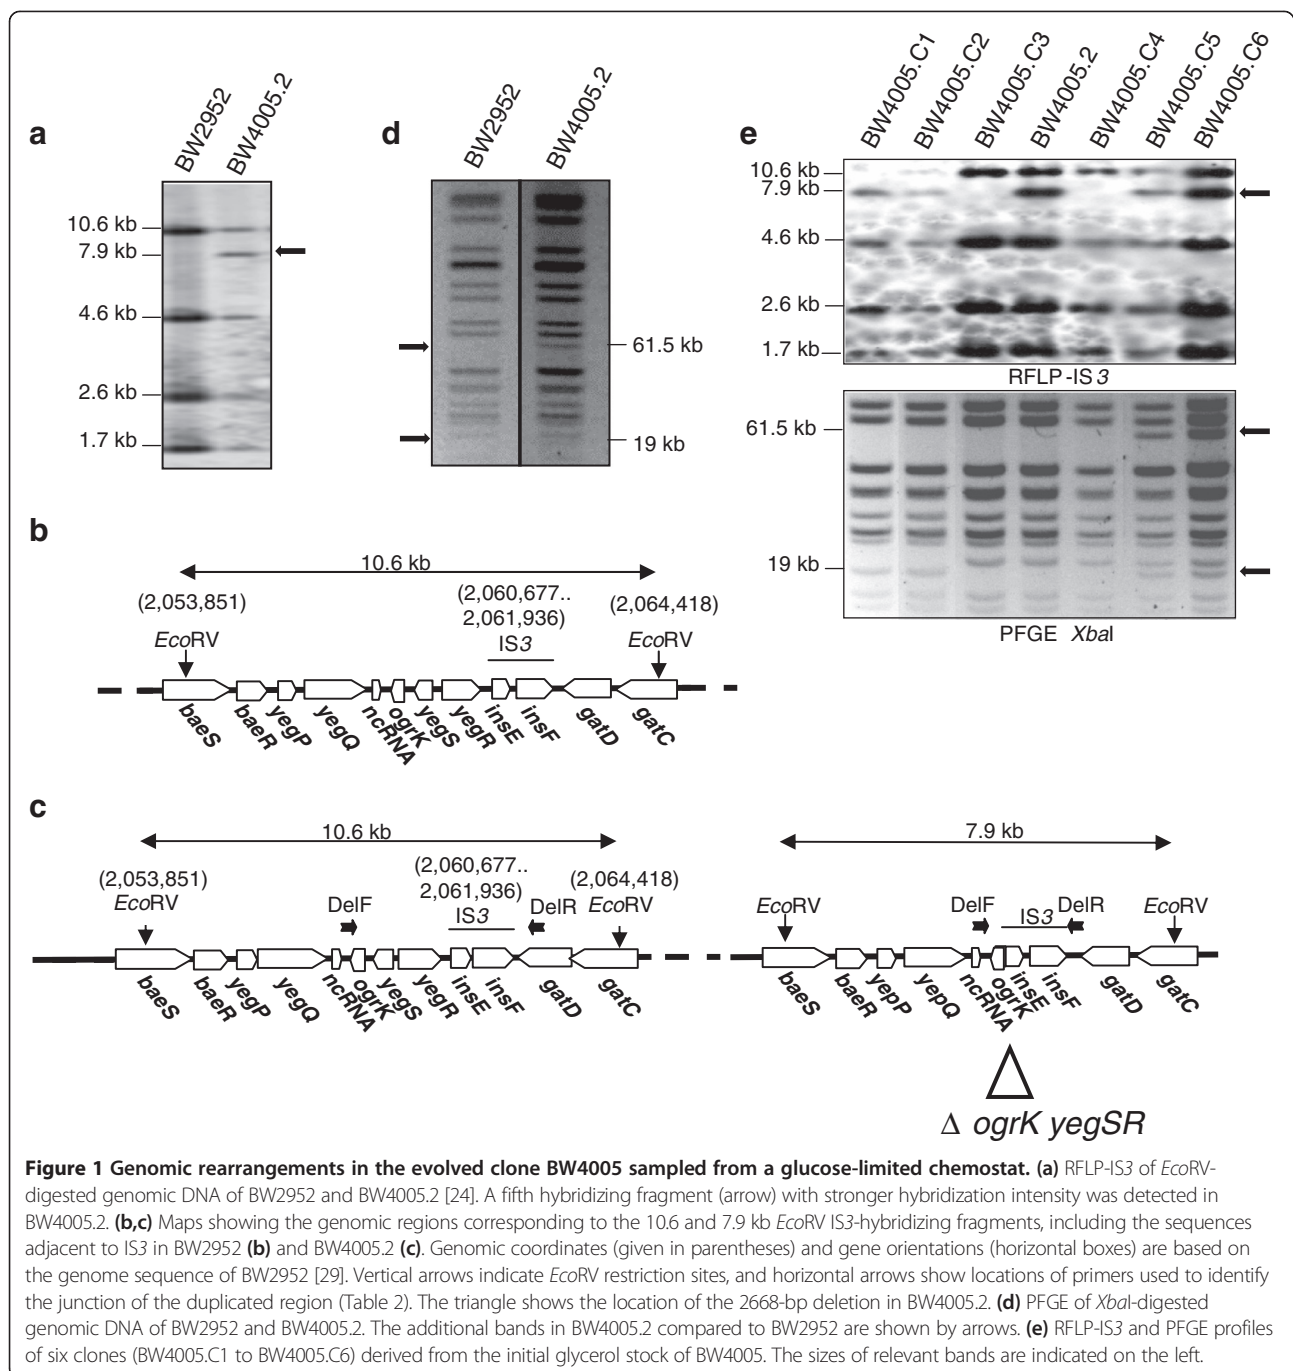 a
BW2952
BW4005.2
10.6 kb
7.9 kb
4.6 kb
2.6 kb
1.7 kb
d
BW2952
BW4005.2
61.5 kb
19 kb
e
BW4005.C1
BW4005.C2
BW4005.C3
BW4005.2
BW4005.C4
BW4005.C5
BW4005.C6
10.6 kb
7.9 kb
4.6 kb
2.6 kb
1.7 kb
RFLP-IS3
61.5 kb
19 kb
PFGE XbaI
b
10.6 kb
(2,053,851)
(2,060,677..
2,061,936)
(2,064,418)
EcoRV
IS3
EcoRV
baeS
baeR
yegP
yegQ
ncRNA
ogrK
yegS
yegR
insE
insF
gatD
gatC
c
10.6 kb
(2,053,851)
(2,060,677..
2,061,936)
(2,064,418)
EcoRV
DelF
IS3
DelR
EcoRV
baeS
baeR
yegP
yegQ
ncRNA
ogrK
yegS
yegR
insE
insF
gatD
gatC
7.9 kb
EcoRV
DelF
IS3
DelR
EcoRV
baeS
baeR
yepP
yepQ
ncRNA
ogrK
insE
insF
gatD
gatC
Δ ogrK yegSR
Figure 1 Genomic rearrangements in the evolved clone BW4005 sampled from a glucose-limited chemostat. (a) RFLP-IS3 of EcoRV-
digested genomic DNA of BW2952 and BW4005.2 [24]. A fifth hybridizing fragment (arrow) with stronger hybridization intensity was detected in
BW4005.2. (b,c) Maps showing the genomic regions corresponding to the 10.6 and 7.9 kb EcoRV IS3-hybridizing fragments, including the sequences
adjacent to IS3 in BW2952 (b) and BW4005.2 (c). Genomic coordinates (given in parentheses) and gene orientations (horizontal boxes) are based on
the genome sequence of BW2952 [29]. Vertical arrows indicate EcoRV restriction sites, and horizontal arrows show locations of primers used to identify
the junction of the duplicated region (Table 2). The triangle shows the location of the 2668-bp deletion in BW4005.2. (d) PFGE of XbaI-digested
genomic DNA of BW2952 and BW4005.2. The additional bands in BW4005.2 compared to BW2952 are shown by arrows. (e) RFLP-IS3 and PFGE profiles
of six clones (BW4005.C1 to BW4005.C6) derived from the initial glycerol stock of BW4005. The sizes of relevant bands are indicated on the left.